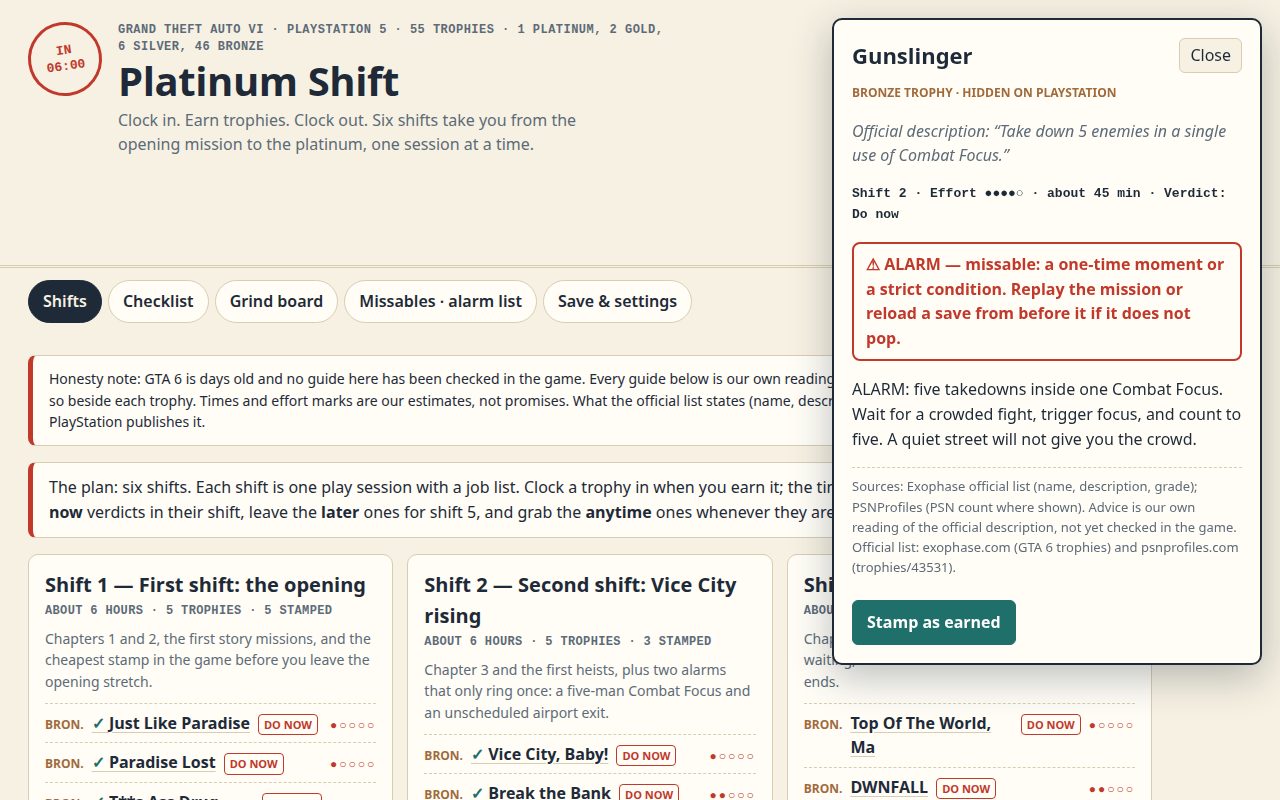 IN
06:00
GRAND THEFT AUTO VI · PLAYSTATION 5 · 55 TROPHIES · 1 PLATINUM, 2 GOLD,
6 SILVER, 46 BRONZE
Platinum Shift
Clock in. Earn trophies. Clock out. Six shifts take you from the
opening mission to the platinum, one session at a time.
Shifts
Checklist
Grind board
Missables · alarm list
Save & settings
Honesty note: GTA 6 is days old and no guide here has been checked in the game. Every guide below is our own reading
so beside each trophy. Times and effort marks are our estimates, not promises. What the official list states (name, descr
PlayStation publishes it.
The plan: six shifts. Each shift is one play session with a job list. Clock a trophy in when you earn it; the
now verdicts in their shift, leave the later ones for shift 5, and grab the anytime ones whenever they are
Shift 1 — First shift: the opening
ABOUT 6 HOURS · 5 TROPHIES · 5 STAMPED
Chapters 1 and 2, the first story missions, and the
cheapest stamp in the game before you leave the
opening stretch.
BRON. ✓ Just Like Paradise DO NOW ●○○○○
BRON. ✓ Paradise Lost DO NOW ●○○○○
Shift 2 — Second shift: Vice City
rising
ABOUT 6 HOURS · 5 TROPHIES · 3 STAMPED
Chapter 3 and the first heists, plus two alarms
that only ring once: a five-man Combat Focus and
an unscheduled airport exit.
BRON. ✓ Vice City, Baby! DO NOW ●○○○○
BRON. ✓ Break the Bank DO NOW ●●○○○
Shi
ABOU
Chap
waiting,
ends.
BRON. Top Of The World,
Ma
DO NOW ●○○○○
BRON. DWNFALL DO NOW ●●○○○
Gunslinger
Close
BRONZE TROPHY · HIDDEN ON PLAYSTATION
Official description: “Take down 5 enemies in a single
use of Combat Focus.”
Shift 2 · Effort ●●●●○ · about 45 min · Verdict:
Do now
⚠ ALARM — missable: a one-time moment or
a strict condition. Replay the mission or
reload a save from before it if it does not
pop.
ALARM: five takedowns inside one Combat Focus.
Wait for a crowded fight, trigger focus, and count to
five. A quiet street will not give you the crowd.
Sources: Exophase official list (name, description, grade);
PSNProfiles (PSN count where shown). Advice is our own
reading of the official description, not yet checked in the game.
Official list: exophase.com (GTA 6 trophies) and psnprofiles.com
(trophies/43531).
Stamp as earned